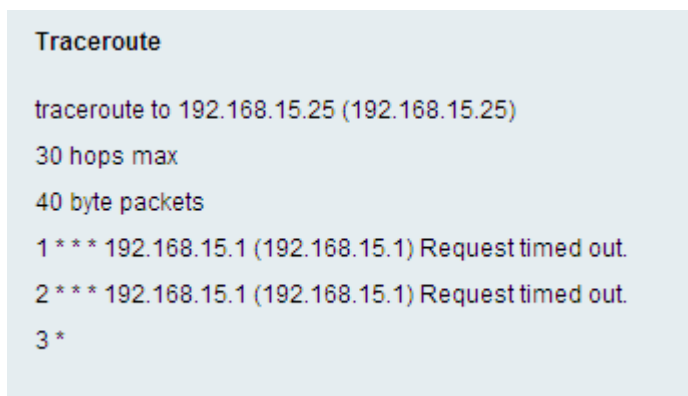 Traceroute
traceroute to 192.168.15.25 (192.168.15.25)
30 hops max
40 byte packets
1 * * * 192.168.15.1 (192.168.15.1) Request timed out.
2 * * * 192.168.15.1 (192.168.15.1) Request timed out.
3 *